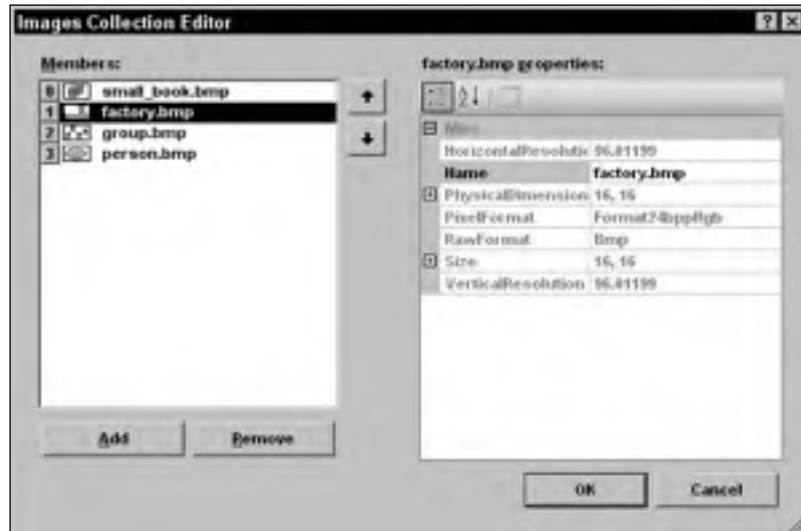 Images Collection Editor
Members:
0 small_book.bmp
1 factory.bmp
2 group.bmp
3 person.bmp
Add
Remove
factory.bmp properties:
Misc
HorizontalResolutic 96.01199
Name factory.bmp
PhysicalDimension 16, 16
PixelFormat Format24bppRgb
RawFormat Bmp
Size 16, 16
VerticalResolution 96.01199
OK
Cancel